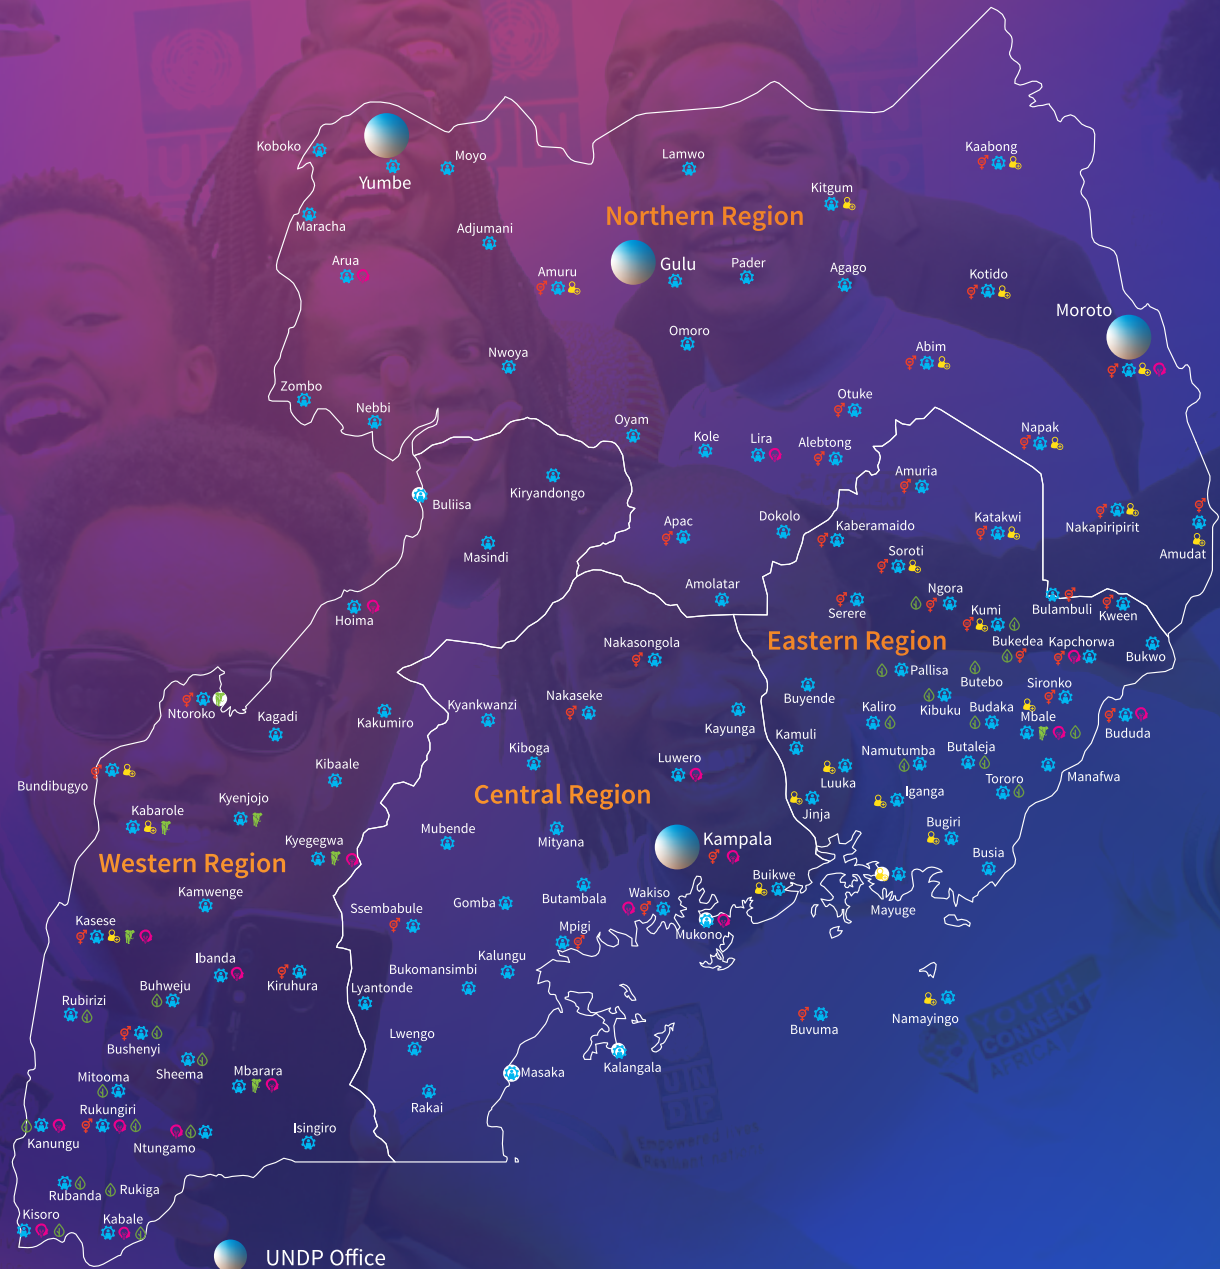 Koboko
Yumbe
Moyo
Lamwo
Kaabong
Kitgum
Maracha
Northern Region
Adjumani
Arua
Amuru
Gulu
Pader
Agago
Kotido
Moroto
Omoro
Abim
Nwoya
Zombo
Nebbi
Otuke
Oyam
Kole
Lira
Alebtong
Napak
Amuria
Kiryandongo
Buliisa
Apac
Dokolo
Kaberamaido
Katakwi
Nakapiripirit
Amudat
Masindi
Soroti
Amolatar
Ngora
Hoima
Serere
Kumi
Bulambuli
Kween
Nakasongola
Eastern Region
Bukedea
Kapchorwa
Bukwo
Pallisa
Butebo
Sironko
Ntoroko
Kagadi
Kakumiro
Kyankwanzi
Nakaseke
Kayunga
Buyende
Kaliro
Kibuku
Budaka
Mbale
Bududa
Kamuli
Kiboga
Luwero
Namutumba
Butaleja
Manafwa
Bundibugyo
Kibaale
Central Region
Luuka
Iganga
Tororo
Jinja
Kabarole
Kyenjojo
Kyegegwa
Mubende
Mityana
Kampala
Bugiri
Busia
Western Region
Kamwenge
Buikwe
Mayuge
Ssembabule
Gomba
Butambala
Wakiso
Mukono
Kasese
Mpigi
Ibanda
Kiruhura
Bukomansimbi
Kalungu
Lyantonde
Buhweju
Rubirizi
Namayingo
Buvuma
Bushenyi
Lwengo
Kalangala
Sheema
Mbarara
Masaka
Mitooma
Rakai
Rukungiri
Kanungu
Ntungamo
Isingiro
Rubanda
Rukiga
Kisoro
Kabale
UNDP Office
YOUTH
CONNEKT
UN
DP